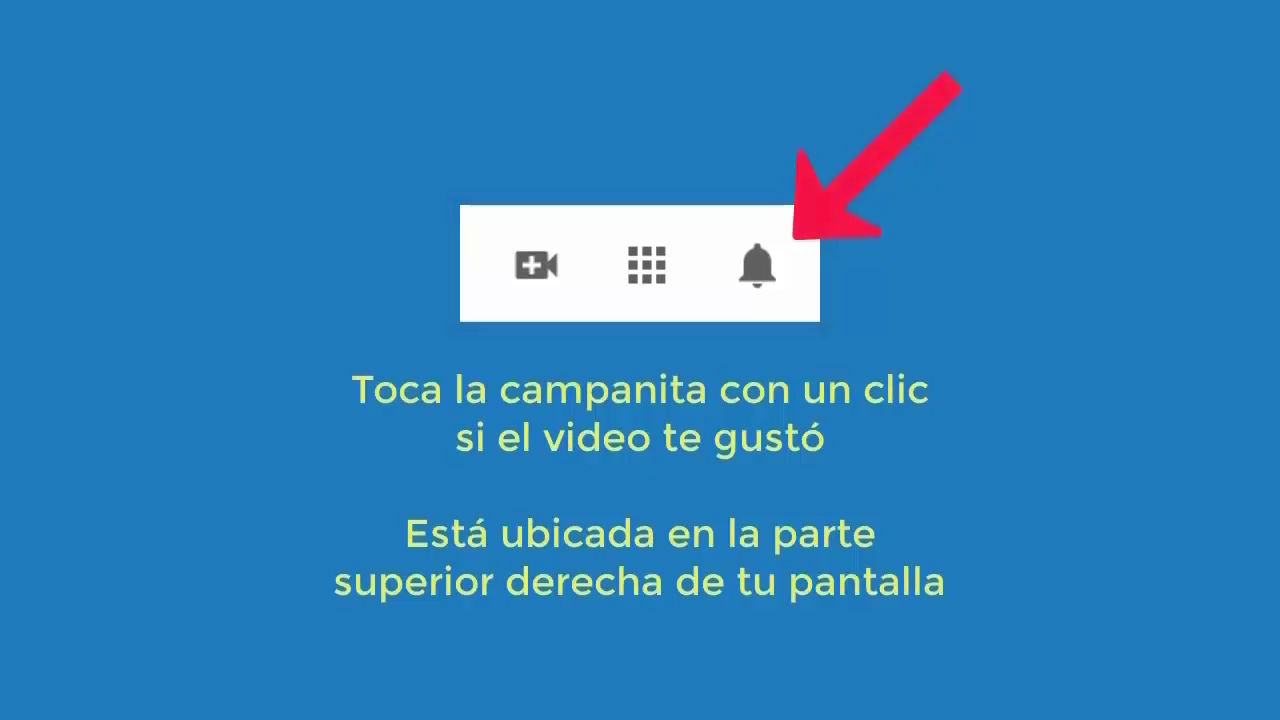 Toca la campanita con un clic
si el video te gustó
Está ubicada en la parte
superior derecha de tu pantalla